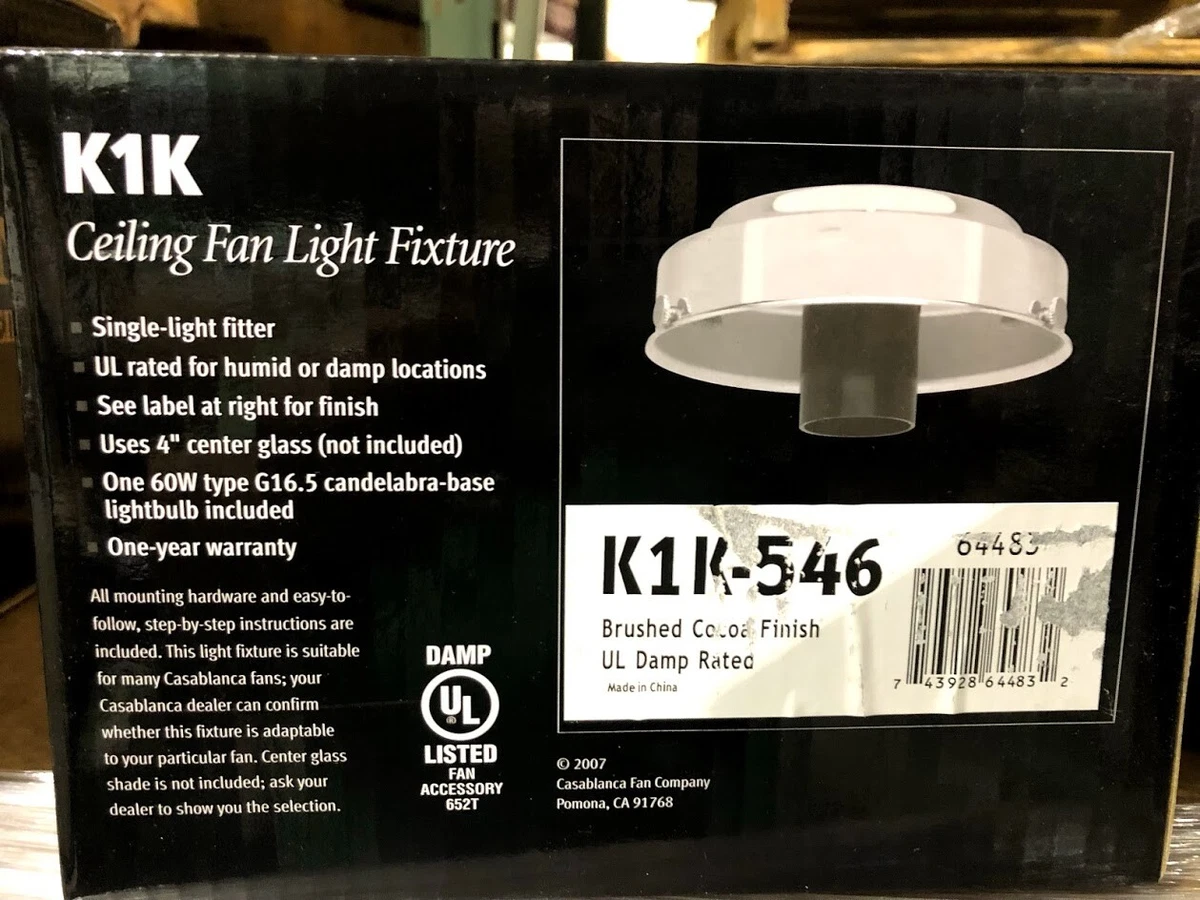 K1K
Ceiling Fan Light Fixture
Single-light fitter
UL rated for humid or damp locations
See label at right for finish
Uses 4" center glass (not included)
One 60W type G16.5 candelabra-base
lightbulb included
One-year warranty
All mounting hardware and easy-to-
follow, step-by-step instructions are
included. This light fixture is suitable
for many Casablanca fans; your
Casablanca dealer can confirm
whether this fixture is adaptable
to your particular fan. Center glass
shade is not included; ask your
dealer to show you the selection.
DAMP
UL
®
LISTED
FAN
ACCESSORY
652T
K1K-546
Brushed Cocoa Finish
UL Damp Rated
Made in China
64483
7 43928 64483 2
© 2007
Casablanca Fan Company
Pomona, CA 91768